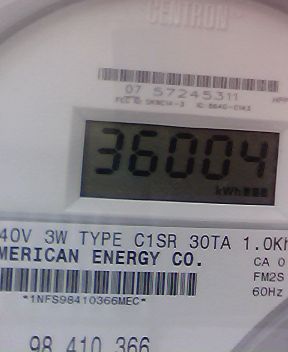 CENTRON
07 57245311
36004
kWh
40V 3W TYPE C1SR 30TA 1.0Kh
MERICAN ENERGY CO.
CA 0
FM2S
*1NFS98410366MEC*
60Hz
98 410 366